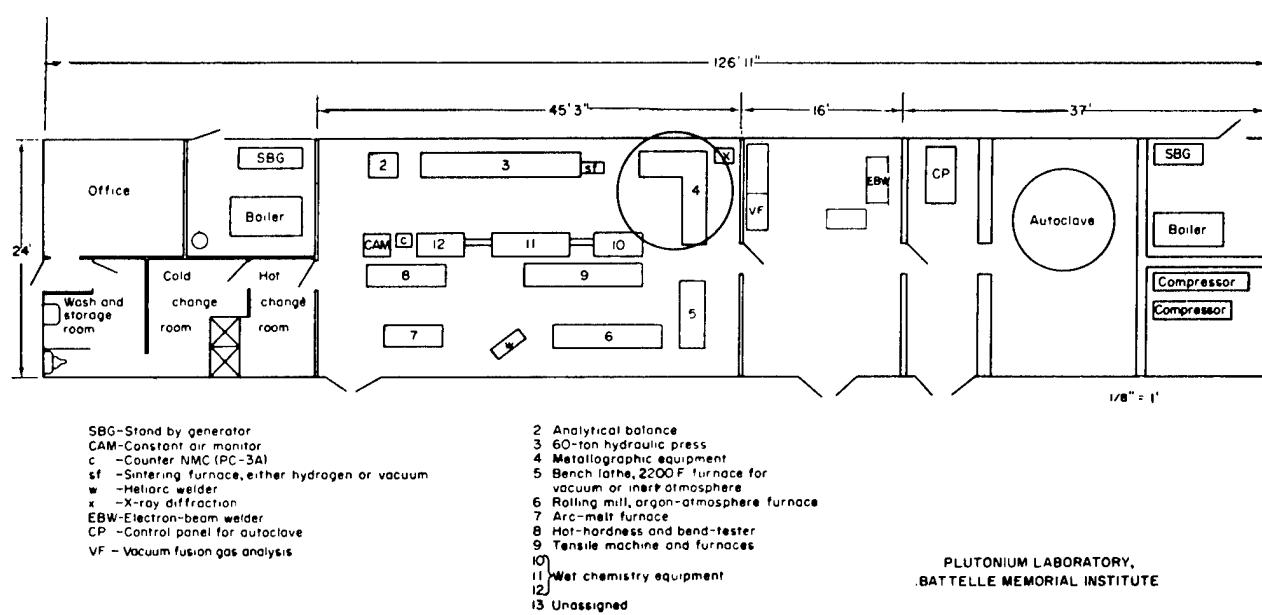 126' 11"
45' 3"
16'
37'
24'
Office
SBG
Boiler
2
3
sf
x
4
VF
EBW
CP
Autoclave
SBG
Boiler
CAM
c
12
11
10
8
9
Cold
change
room
Hot
change
room
Wash and
storage
room
Compressor
Compressor
5
7
w
6
1/8" = 1'
SBG-Stand by generator
CAM-Constant air monitor
c -Counter NMC (PC-3A)
sf -Sintering furnace, either hydrogen or vacuum
w -Heliarc welder
x -X-ray diffraction
EBW-Electron-beam welder
CP -Control panel for autoclave
VF - Vacuum fusion gas analysis
2 Analytical balance
3 60-ton hydraulic press
4 Metallographic equipment
5 Bench lathe, 2200 F furnace for
vacuum or inert atmosphere
6 Rolling mill, argon-atmosphere furnace
7 Arc-melt furnace
8 Hot-hardness and bend-tester
9 Tensile machine and furnaces
10
11 Wet chemistry equipment
12
13 Unassigned
PLUTONIUM LABORATORY,
BATTELLE MEMORIAL INSTITUTE